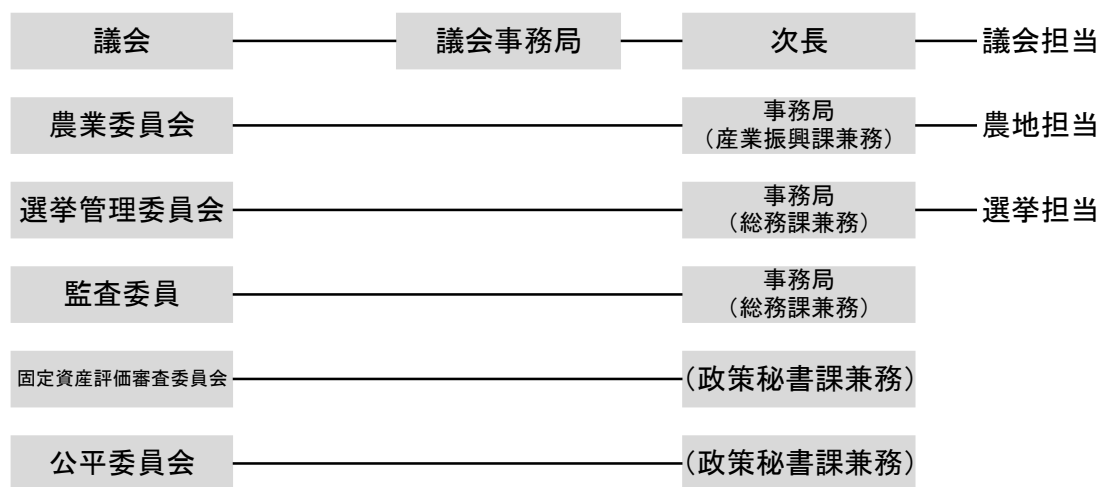 議会 議会事務局 次長 議会担当
農業委員会 事務局 農地担当
（産業振興課兼務）
選挙管理委員会 事務局 選挙担当
（総務課兼務）
監査委員 事務局
（総務課兼務）
固定資産評価審査委員会 （政策秘書課兼務）
公平委員会 （政策秘書課兼務）